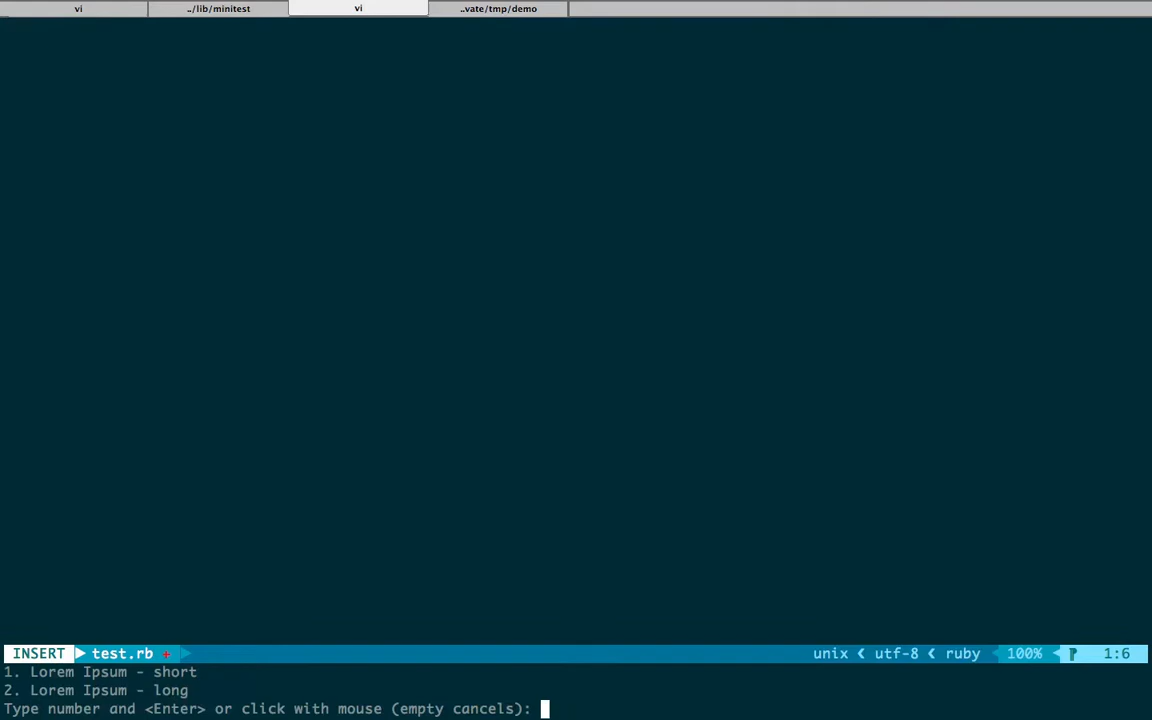 vi ../lib/minitest vi ..vate/tmp/demo
INSERT test.rb + unix ❮ utf-8 ❮ ruby 100% 1:6
1. Lorem Ipsum - short
2. Lorem Ipsum - long
Type number and <Enter> or click with mouse (empty cancels):